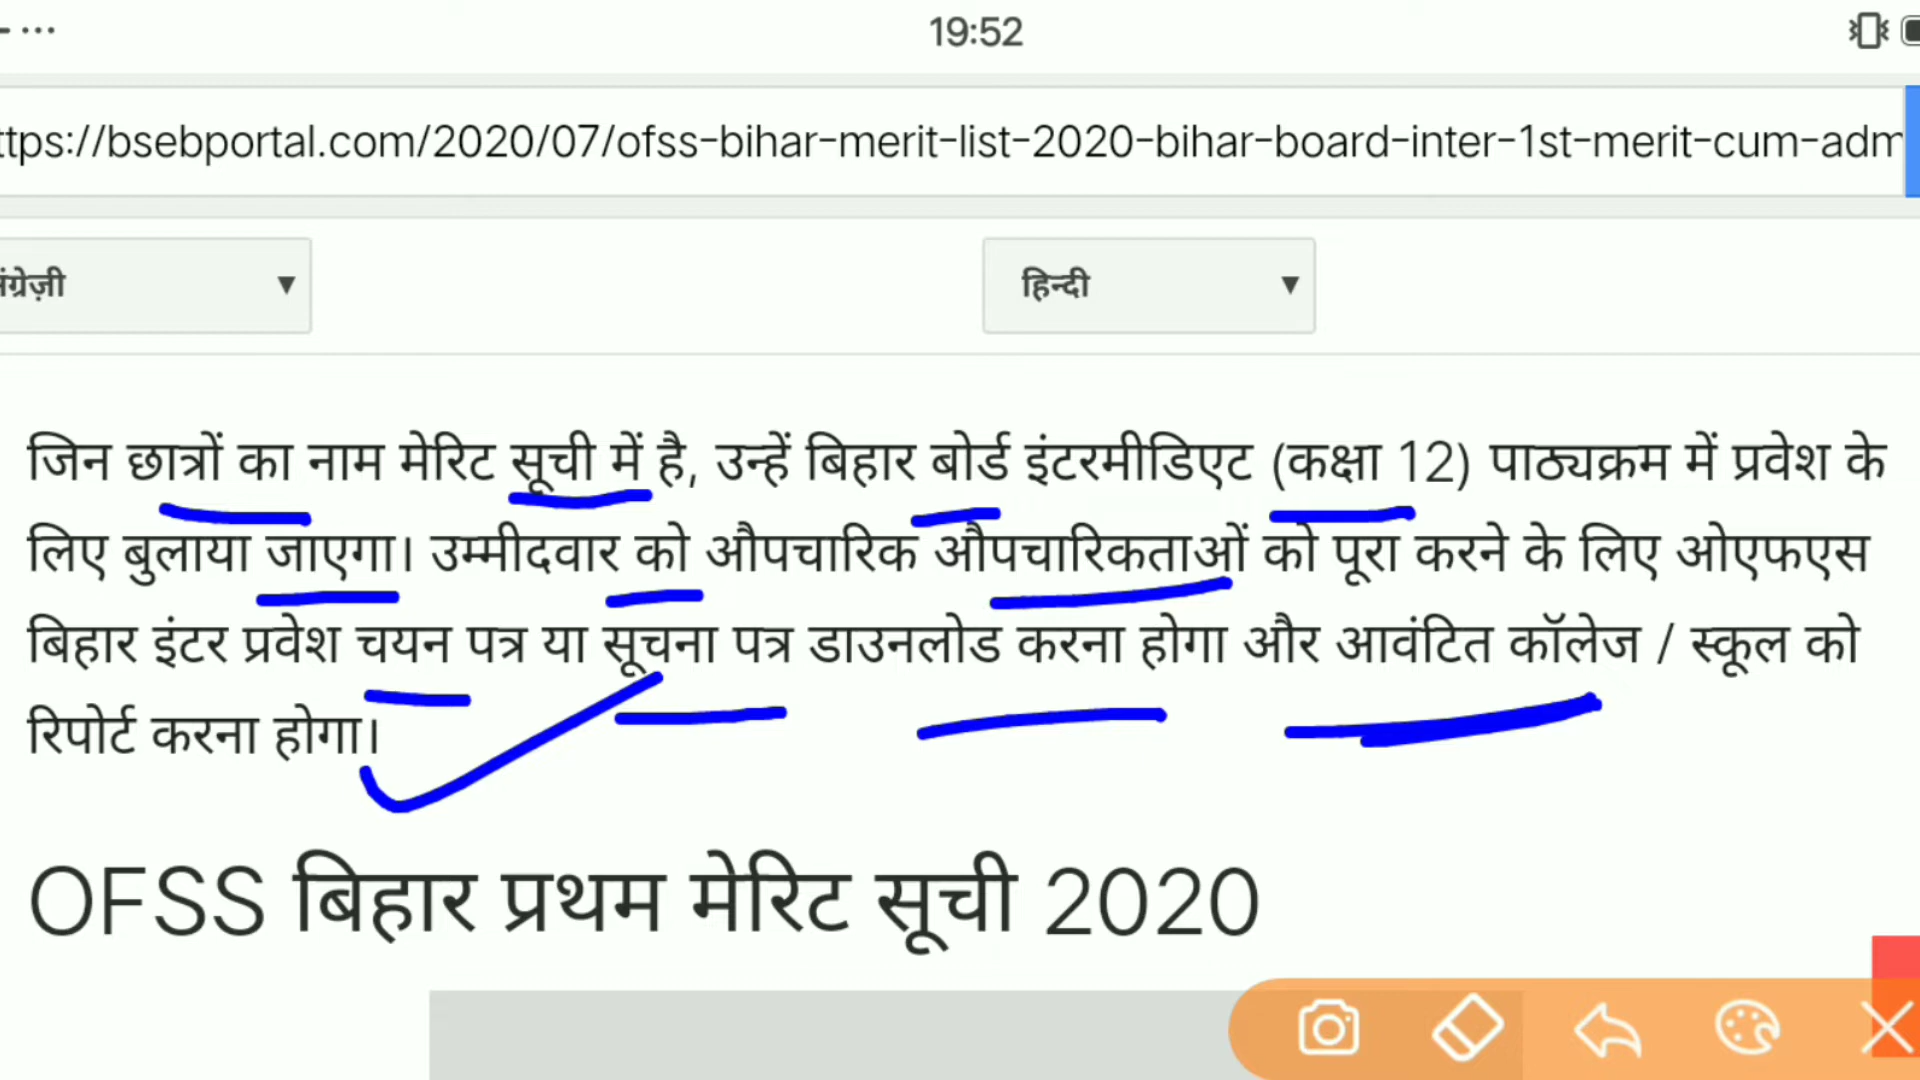 19:52
ttps://bsebportal.com/2020/07/ofss-bihar-merit-list-2020-bihar-board-inter-1st-merit-cum-adm
अंग्रेज़ी हिन्दी
जिन छात्रों का नाम मेरिट सूची में है, उन्हें बिहार बोर्ड इंटरमीडिएट (कक्षा 12) पाठ्यक्रम में प्रवेश के
लिए बुलाया जाएगा। उम्मीदवार को औपचारिक औपचारिकताओं को पूरा करने के लिए ओएफएस
बिहार इंटर प्रवेश चयन पत्र या सूचना पत्र डाउनलोड करना होगा और आवंटित कॉलेज / स्कूल को
रिपोर्ट करना होगा।
OFSS बिहार प्रथम मेरिट सूची 2020